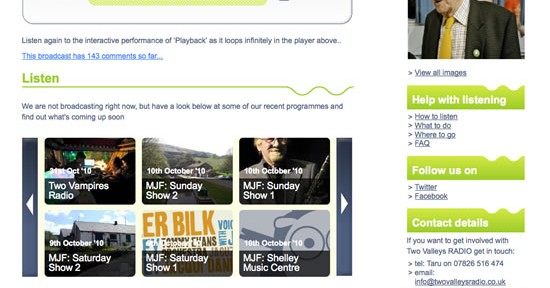 Listen again to the interactive performance of 'Playback' as it loops infinitely in the player above..
This broadcast has 143 comments so far...
Listen
We are not broadcasting right now, but have a look below at some of our recent programmes and
find out what's coming up soon
31st Oct '10
Two Vampires
Radio
10th October '10
MJF: Sunday
Show 2
10th October '10
MJF: Sunday
Show 1
9th October '10
MJF: Saturday
Show 2
ER BILK
MJF: Saturday
Show 1
10th October '10
MJF: Shelley
Music Centre
> View all images
Help with listening
> How to listen
> What to do
> Where to go
> FAQ
Follow us on
> Twitter
> Facebook
Contact details
If you want to get involved with
Two Valleys RADIO get in touch:
> tel: Taru on 07826 516 474
> email:
info@twovalleysradio.co.uk